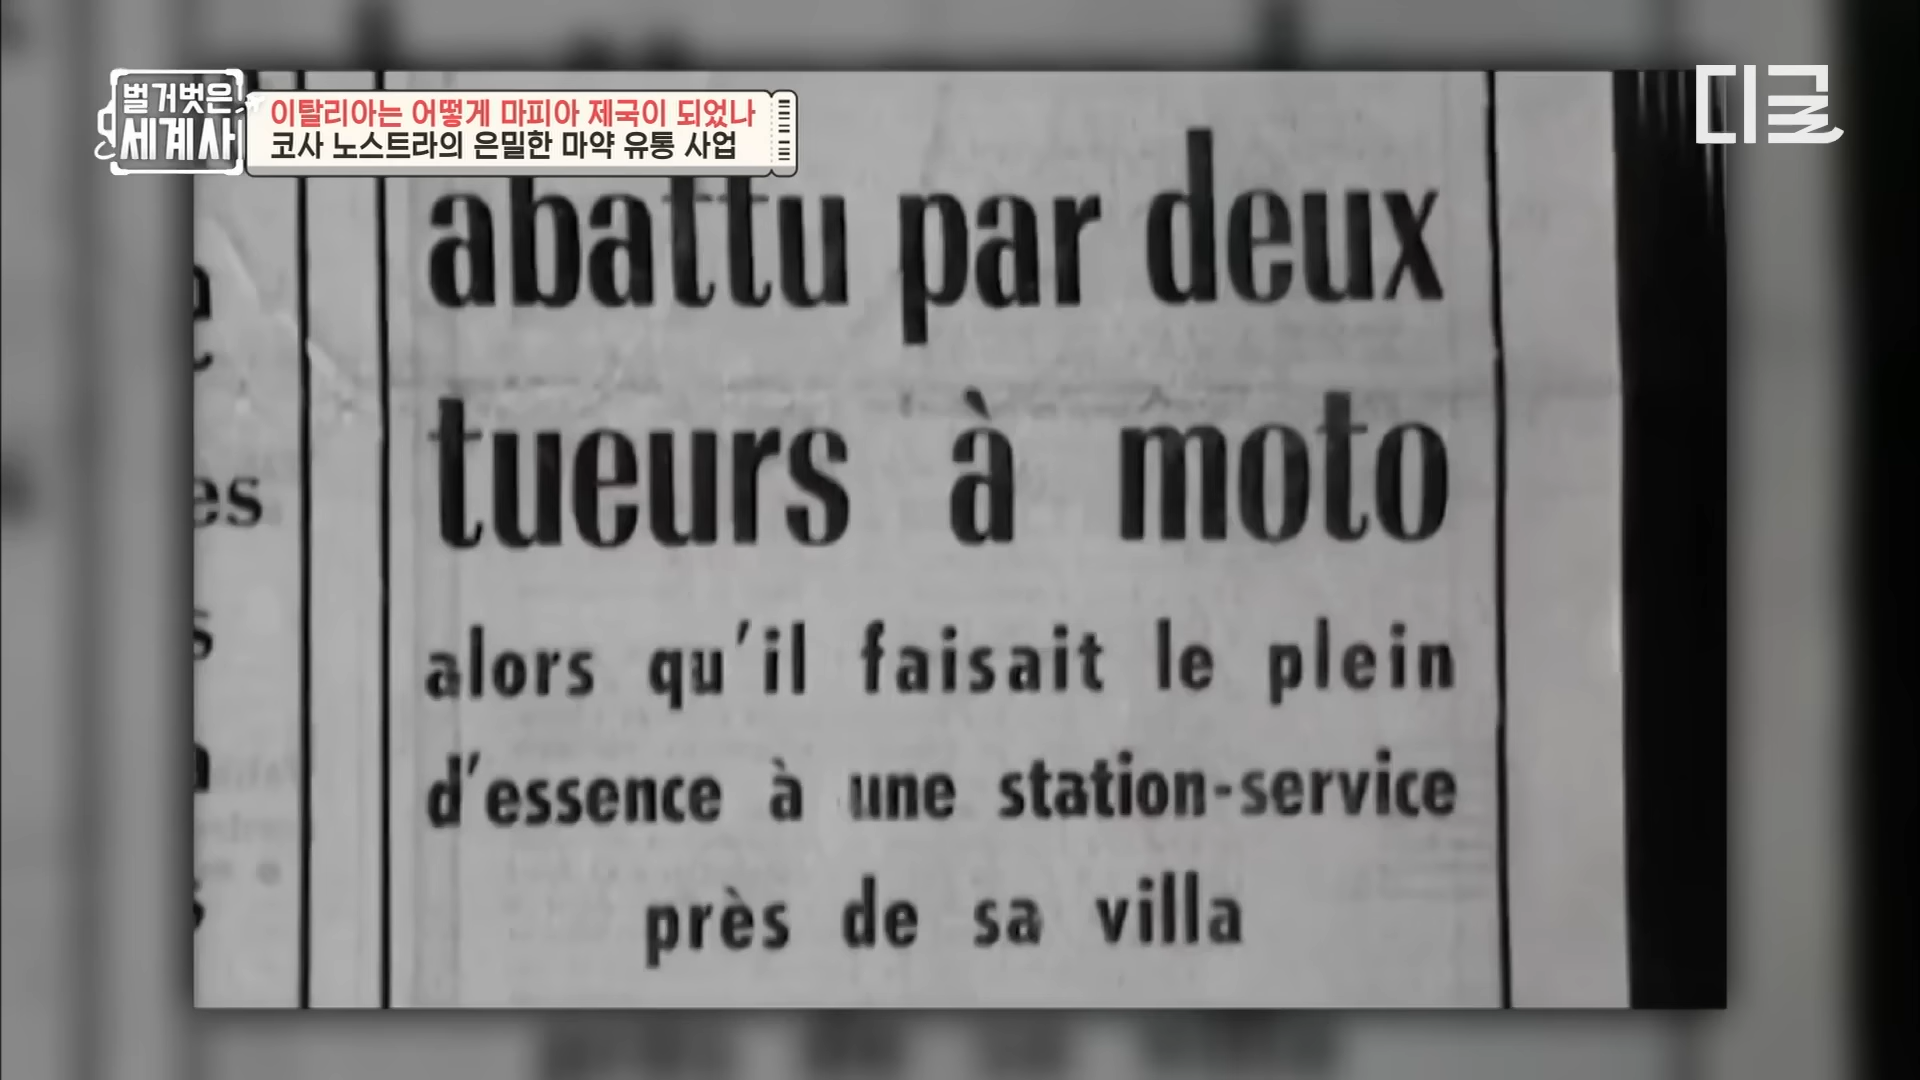 벌거벗은
세계사
이탈리아는 어떻게 마피아 제국이 되었나
코사 노스트라의 은밀한 마약 유통 사업
디글
abattu par deux
tueurs à moto
alors qu'il faisait le plein
d'essence à une station-service
près de sa villa
es